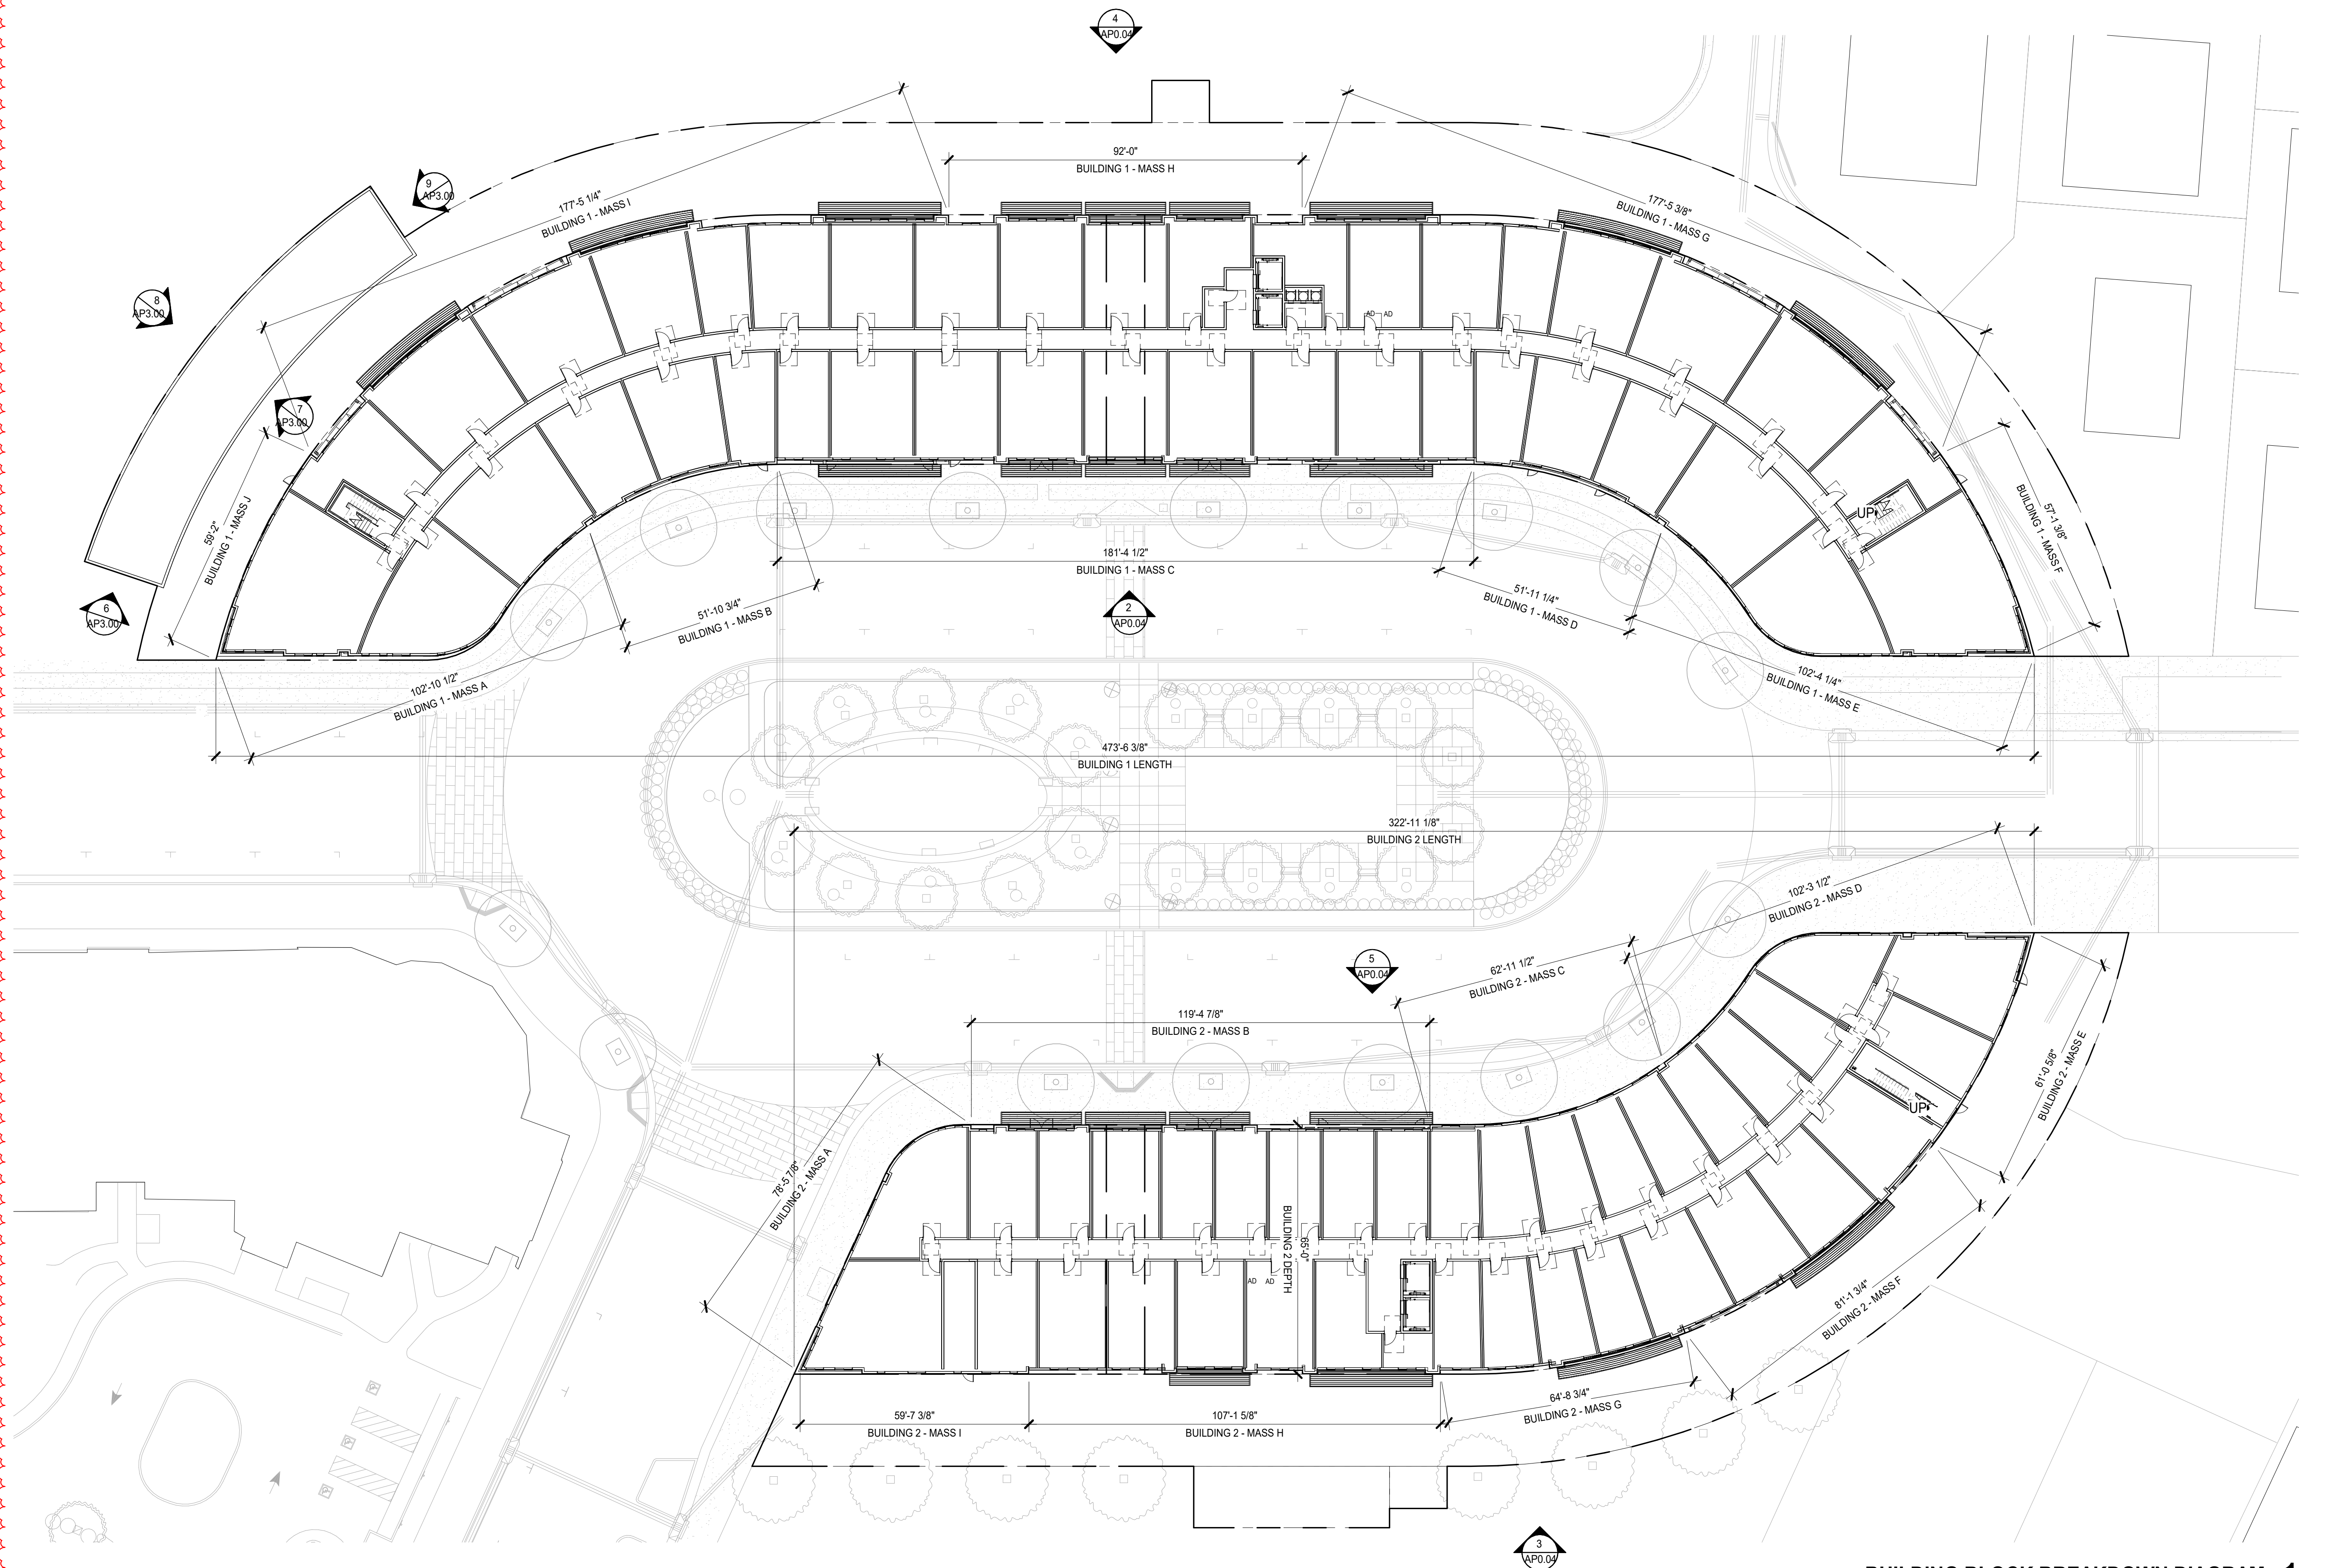 4
AP0.04
92'-0"
BUILDING 1 - MASS H
9
AP3.00
177'-5 1/4"
BUILDING 1 - MASS I
177'-5 3/8"
BUILDING 1 - MASS G
8
AP3.00
AD
AD
7
AP3.00
59'-2"
BUILDING 1 - MASS J
UP
57'-1 3/8"
BUILDING 1 - MASS F
181'-4 1/2"
BUILDING 1 - MASS C
6
AP3.00
51'-10 3/4"
BUILDING 1 - MASS B
2
AP0.04
51'-11 1/4"
BUILDING 1 - MASS D
102'-10 1/2"
BUILDING 1 - MASS A
102'-4 1/4"
BUILDING 1 - MASS E
473'-6 3/8"
BUILDING 1 LENGTH
322'-11 1/8"
BUILDING 2 LENGTH
102'-3 1/2"
BUILDING 2 - MASS D
5
AP0.04
62'-11 1/2"
BUILDING 2 - MASS C
119'-4 7/8"
BUILDING 2 - MASS B
61'-0 5/8"
BUILDING 2 - MASS E
UP
78'-5 7/8"
BUILDING 2 - MASS A
65'-0"
BUILDING 2 DEPTH
AD
AD
81'-1 3/4"
BUILDING 2 - MASS F
64'-8 3/4"
BUILDING 2 - MASS G
59'-7 3/8"
BUILDING 2 - MASS I
107'-1 5/8"
BUILDING 2 - MASS H
3
AP0.04
BUILDING BLOCK BREAKDOWN DIAGRAM
1